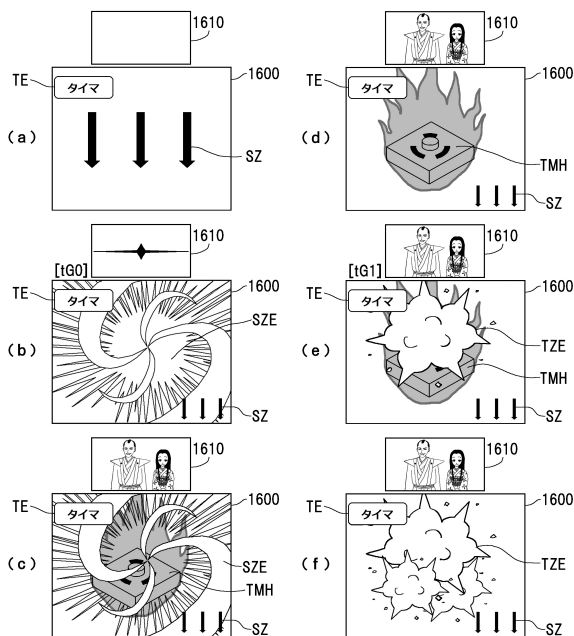 1610
TE
タイマ
1600
(a)
SZ
1610
[tG0]
TE
タイマ
1600
SZE
(b)
SZ
1610
TE
タイマ
1600
(c)
SZE
TMH
SZ
1610
TE
タイマ
1600
(d)
TMH
SZ
1610
[tG1]
TE
タイマ
1600
(e)
TZE
TMH
SZ
1610
TE
タイマ
1600
(f)
TZE
SZ